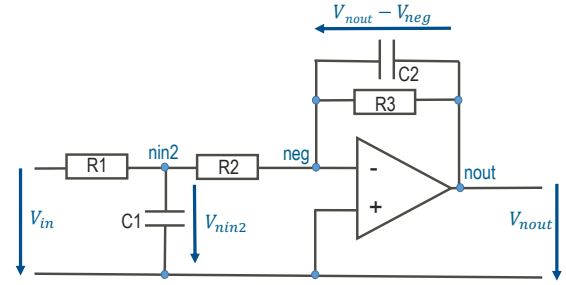 Vnout − Vneg
C2
R3
nin2
neg
R1
R2
-
nout
+
Vin
C1
Vnin2
Vnout